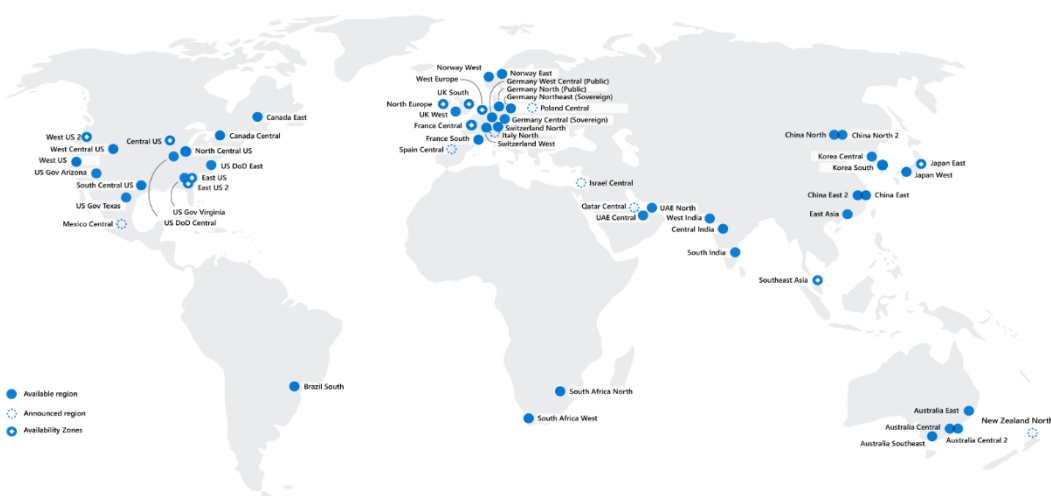 Canada East
West US 2
Central US
Canada Central
West Central US
North Central US
West US
US DoD East
US Gov Arizona
East US
South Central US
East US 2
US Gov Texas
US Gov Virginia
Mexico Central
US DoD Central
Brazil South
Norway West
Norway East
West Europe
Germany West Central (Public)
Germany North (Public)
UK South
Germany Northeast (Sovereign)
North Europe
Poland Central
UK West
Germany Central (Sovereign)
France Central
Switzerland North
Italy North
France South
Switzerland West
Spain Central
Israel Central
Qatar Central
UAE North
UAE Central
West India
Central India
South India
South Africa North
South Africa West
China North
China North 2
Korea Central
Japan East
Korea South
Japan West
China East 2
China East
East Asia
Southeast Asia
Australia East
New Zealand North
Australia Central
Australia Central 2
Australia Southeast
Available region
Announced region
Availability Zones